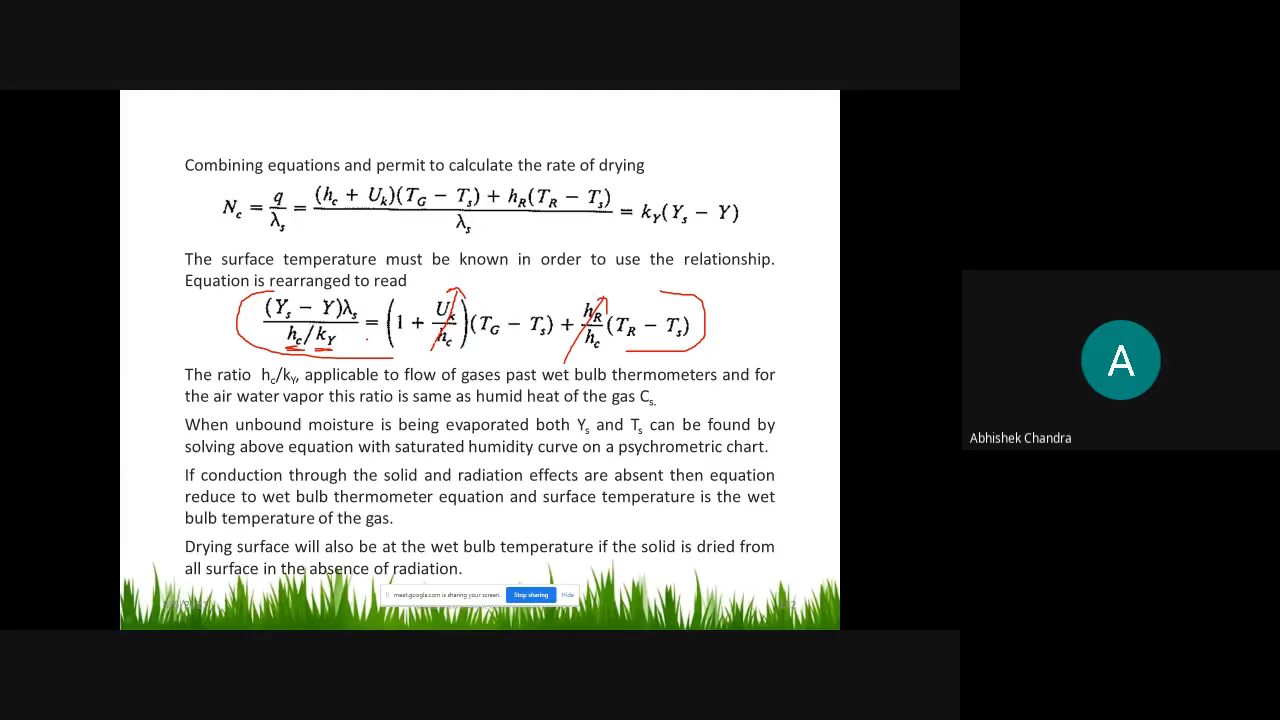 Combining equations and permit to calculate the rate of drying
N_c = q/λ_s = ((h_c + U_k)(T_G − T_s) + h_R(T_R − T_s))/λ_s = k_Y(Y_s − Y)
The surface temperature must be known in order to use the relationship.
Equation is rearranged to read
(Y_s − Y)λ_s/(h_c/k_Y) = (1 + U_k/h_c)(T_G − T_s) + h_R/h_c (T_R − T_s)
The ratio h_c/k_Y, applicable to flow of gases past wet bulb thermometers and for
the air water vapor this ratio is same as humid heat of the gas C_s.
When unbound moisture is being evaporated both Y_s and T_s can be found by
solving above equation with saturated humidity curve on a psychrometric chart.
If conduction through the solid and radiation effects are absent then equation
reduce to wet bulb thermometer equation and surface temperature is the wet
bulb temperature of the gas.
Drying surface will also be at the wet bulb temperature if the solid is dried from
all surface in the absence of radiation.
meet.google.com is sharing your screen. Stop sharing Hide
A
Abhishek Chandra